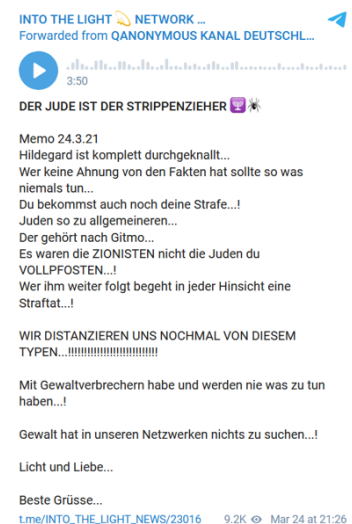 INTO THE LIGHT 💫 NETWORK ...
Forwarded from QANONYMOUS KANAL DEUTSCHL...
3:50
DER JUDE IST DER STRIPPENZIEHER 🕎🕷
Memo 24.3.21
Hildegard ist komplett durchgeknallt...
Wer keine Ahnung von den Fakten hat sollte so was
niemals tun...
Du bekommst auch noch deine Strafe...!
Juden so zu allgemeineren...
Der gehört nach Gitmo...
Es waren die ZIONISTEN nicht die Juden du
VOLLPFOSTEN...!
Wer ihm weiter folgt begeht in jeder Hinsicht eine
Straftat...!
WIR DISTANZIEREN UNS NOCHMAL VON DIESEM
TYPEN...!!!!!!!!!!!!!!!!!!!!!!!!!!!!!
Mit Gewaltverbrechern habe und werden nie was zu tun
haben...!
Gewalt hat in unseren Netzwerken nichts zu suchen...!
Licht und Liebe...
Beste Grüsse...
t.me/INTO_THE_LIGHT_NEWS/23016 9.2K Mar 24 at 21:26